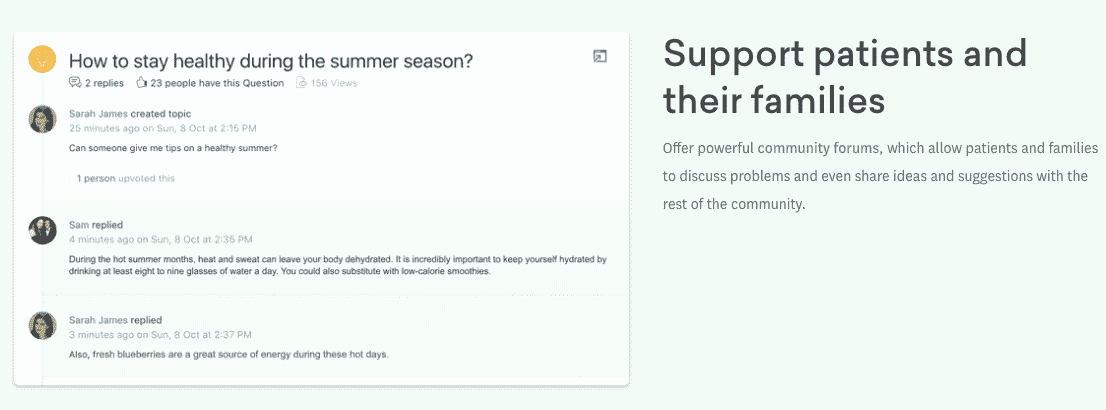 How to stay healthy during the summer season?
2 replies 23 people have this Question 156 Views
Sarah James created topic
25 minutes ago on Sun, 8 Oct at 2:15 PM
Can someone give me tips on a healthy summer?
1 person upvoted this
Sam replied
4 minutes ago on Sun, 8 Oct at 2:35 PM
During the hot summer months, heat and sweat can leave your body dehydrated. It is incredibly important to keep yourself hydrated by
drinking at least eight to nine glasses of water a day. You could also substitute with low-calorie smoothies.
Sarah James replied
3 minutes ago on Sun, 8 Oct at 2:37 PM
Also, fresh blueberries are a great source of energy during these hot days.
Support patients and
their families
Offer powerful community forums, which allow patients and families
to discuss problems and even share ideas and suggestions with the
rest of the community.